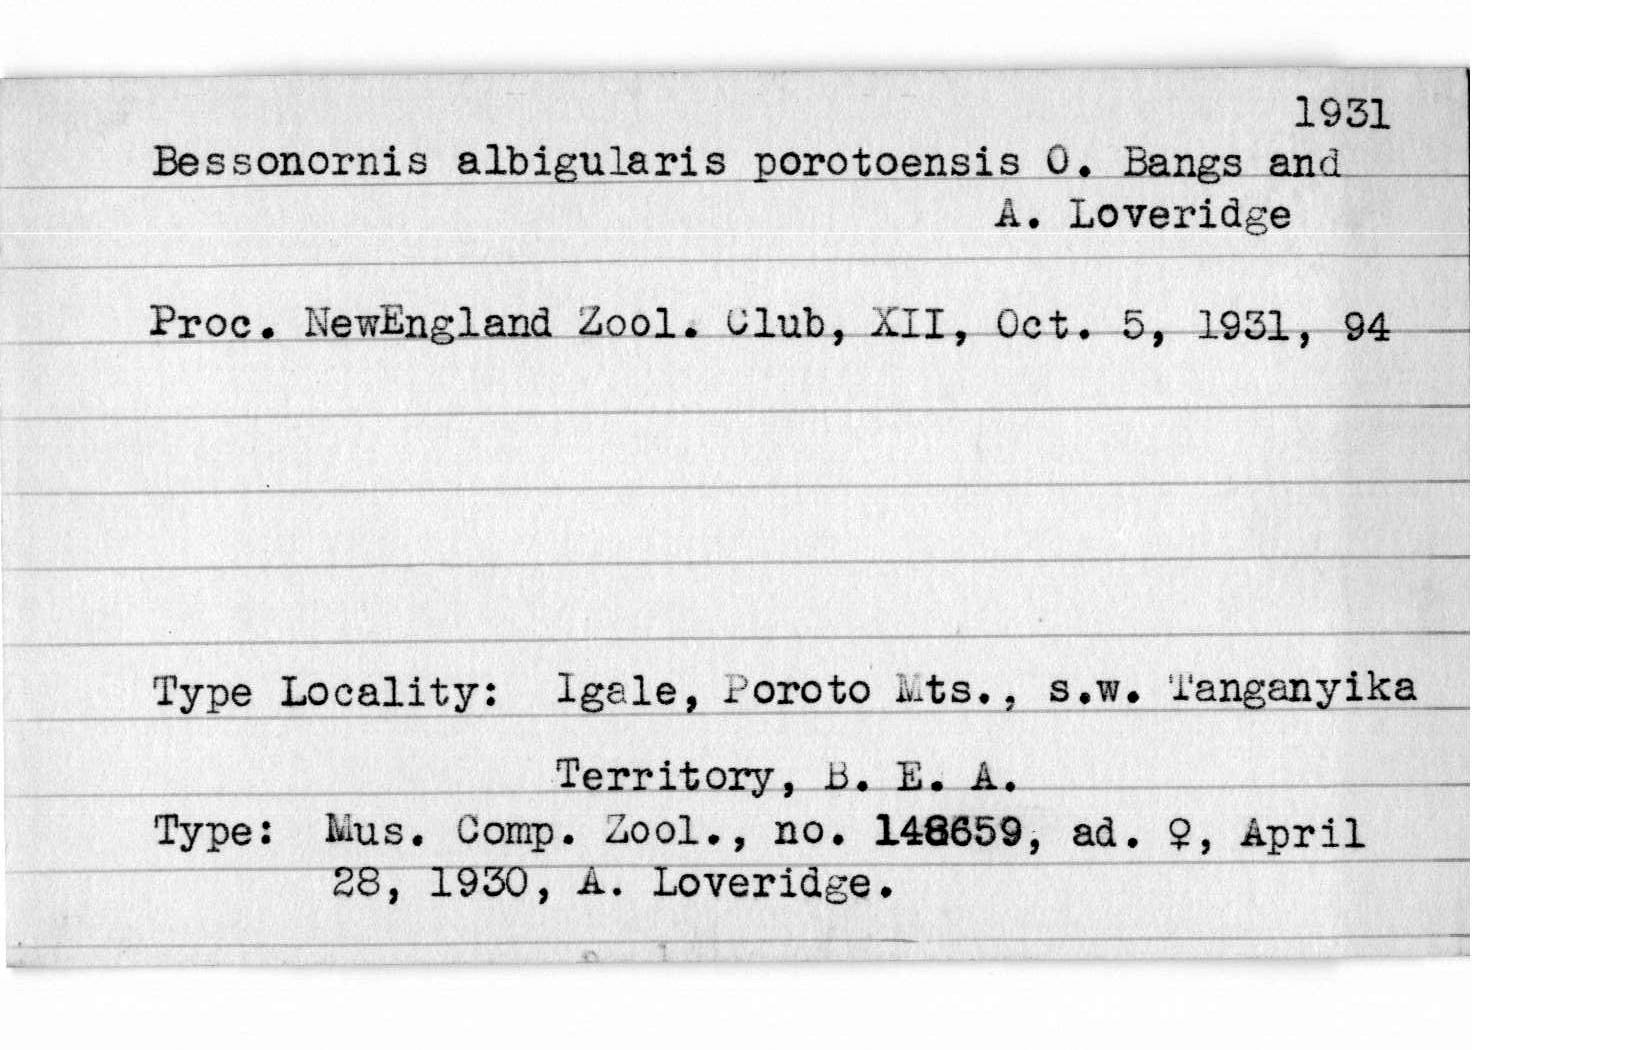 1931
Bessonornis albigularis porotoensis O. Bangs and
A. Loveridge
Proc. NewEngland Zool. Club, XII, Oct. 5, 1931, 94
Type Locality: Igale, Poroto Mts., s.w. Tanganyika
Territory, B. E. A.
Type: Mus. Comp. Zool., no. 148659, ad. ♀, April
28, 1930, A. Loveridge.